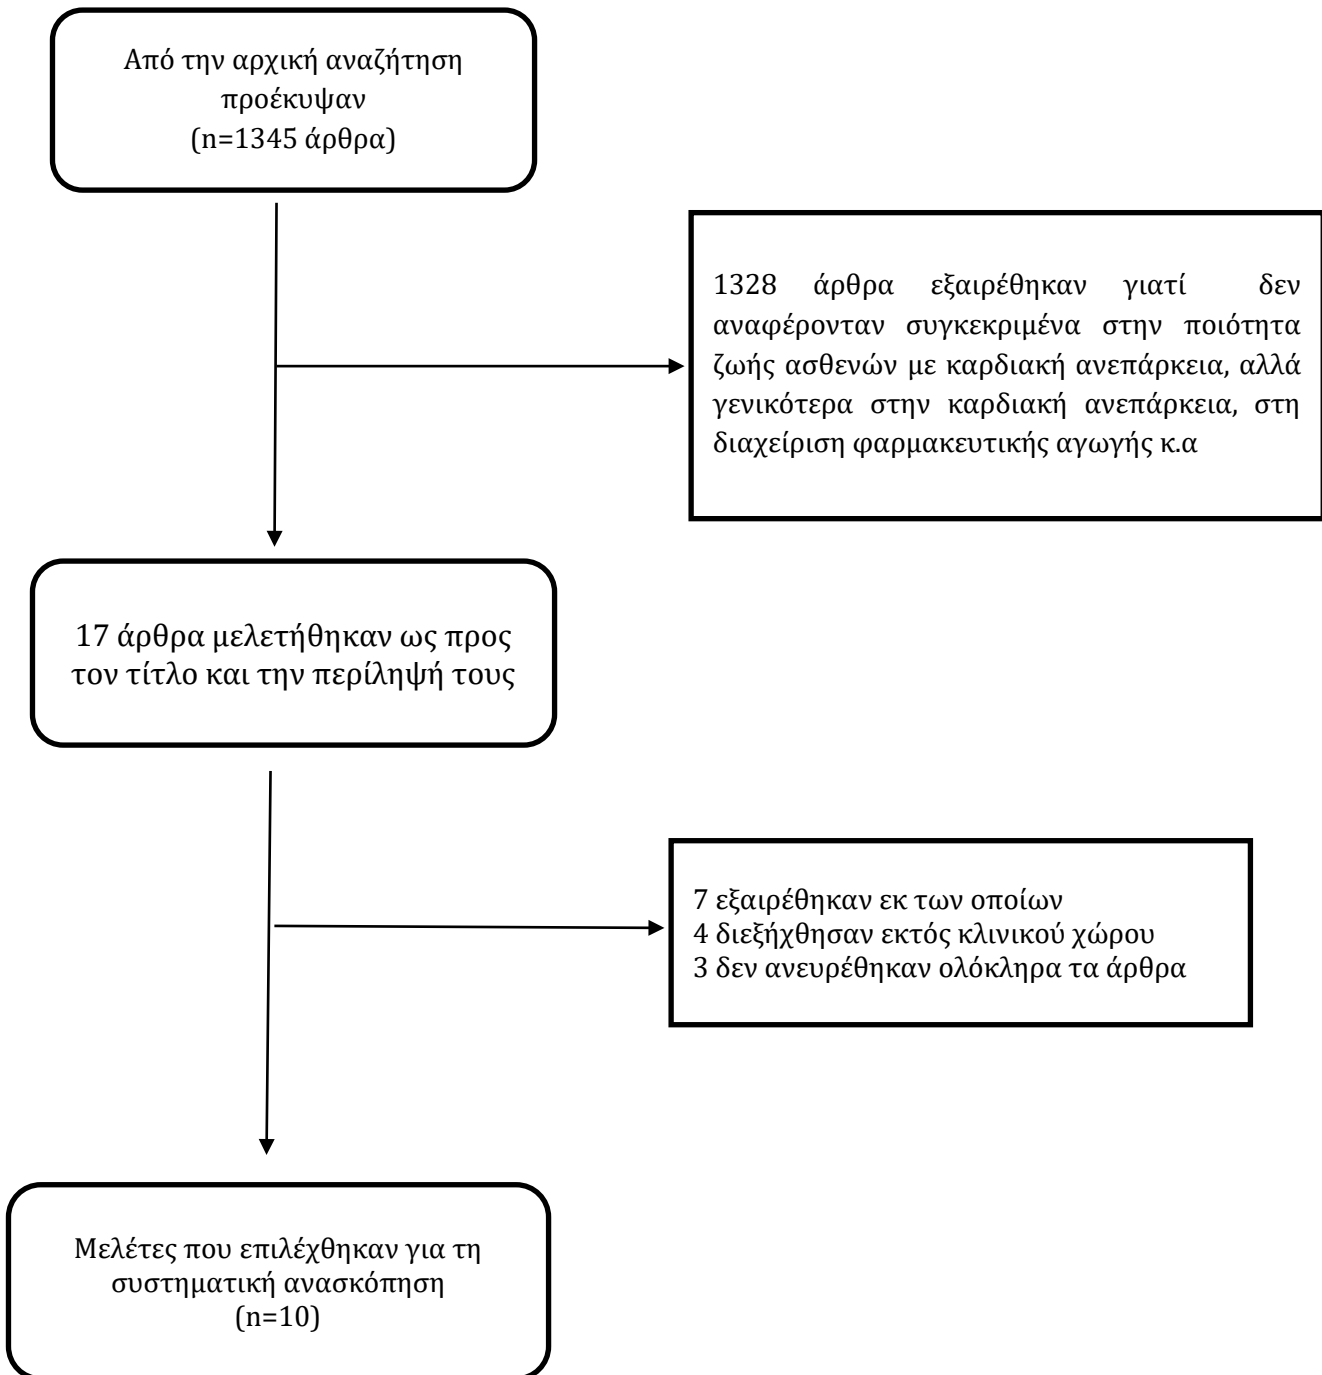 Από την αρχική αναζήτηση
προέκυψαν
(n=1345 άρθρα)
1328 άρθρα εξαιρέθηκαν γιατί δεν
αναφέρονταν συγκεκριμένα στην ποιότητα
ζωής ασθενών με καρδιακή ανεπάρκεια, αλλά
γενικότερα στην καρδιακή ανεπάρκεια, στη
διαχείριση φαρμακευτικής αγωγής κ.α
17 άρθρα μελετήθηκαν ως προς
τον τίτλο και την περίληψή τους
7 εξαιρέθηκαν εκ των οποίων
4 διεξήχθησαν εκτός κλινικού χώρου
3 δεν ανευρέθηκαν ολόκληρα τα άρθρα
Μελέτες που επιλέχθηκαν για τη
συστηματική ανασκόπηση
(n=10)